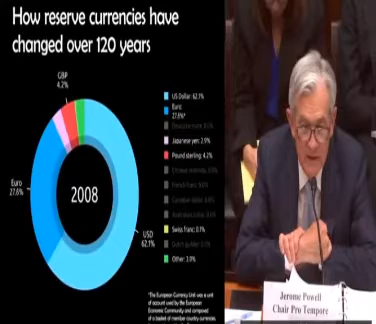 How reserve currencies have
changed over 120 years
GBP
4.2%
Euro
27.6%
2008
USD
62.1%
US Dollar: 62.1%
Euro:
27.6%*
Japanese yen: 2.9%
Pound sterling: 4.2%
Swiss franc: 0.1%
Other: 3.0%
*The European Currency Unit was a unit
of account used by the European
Economic Community and composed
of a basket of member country currencies.
Jerome Powell
Chair Pro Tempore